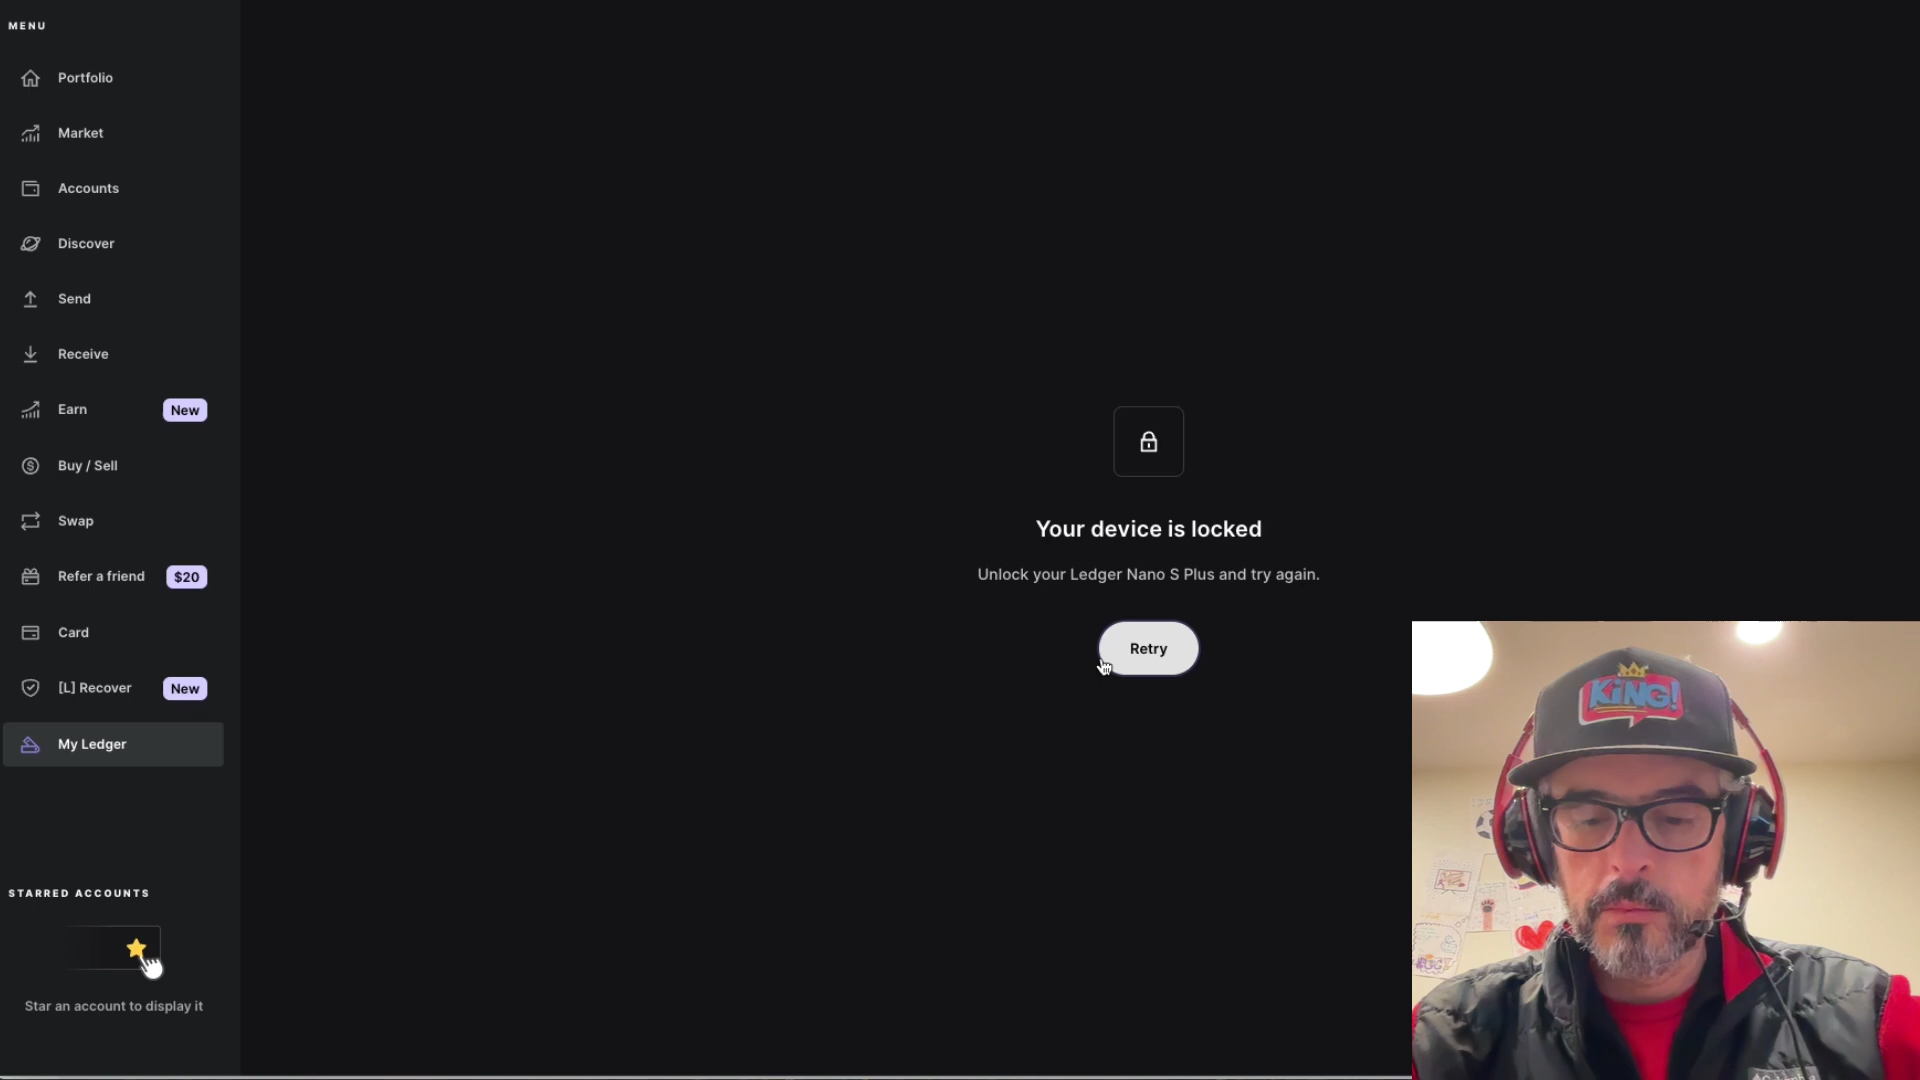 MENU
Portfolio
Market
Accounts
Discover
Send
Receive
Earn New
Buy / Sell
Swap
Refer a friend $20
Card
[L] Recover New
My Ledger
STARRED ACCOUNTS
Star an account to display it
Your device is locked
Unlock your Ledger Nano S Plus and try again.
Retry
KiNG!